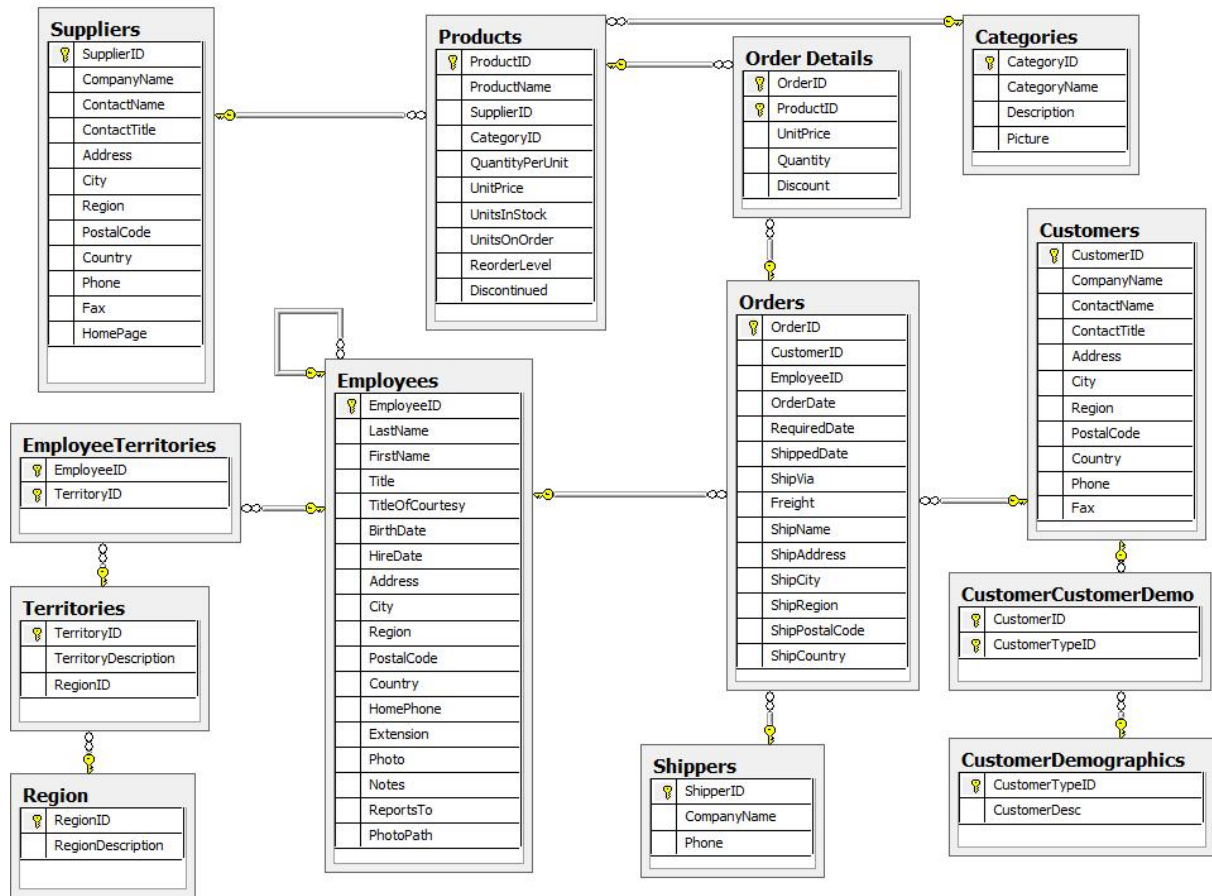 Suppliers
SupplierID
CompanyName
ContactName
ContactTitle
Address
City
Region
PostalCode
Country
Phone
Fax
HomePage
Products
ProductID
ProductName
SupplierID
CategoryID
QuantityPerUnit
UnitPrice
UnitsInStock
UnitsOnOrder
ReorderLevel
Discontinued
Order Details
OrderID
ProductID
UnitPrice
Quantity
Discount
Categories
CategoryID
CategoryName
Description
Picture
Customers
CustomerID
CompanyName
ContactName
ContactTitle
Address
City
Region
PostalCode
Country
Phone
Fax
Orders
OrderID
CustomerID
EmployeeID
OrderDate
RequiredDate
ShippedDate
ShipVia
Freight
ShipName
ShipAddress
ShipCity
ShipRegion
ShipPostalCode
ShipCountry
Employees
EmployeeID
LastName
FirstName
Title
TitleOfCourtesy
BirthDate
HireDate
Address
City
Region
PostalCode
Country
HomePhone
Extension
Photo
Notes
ReportsTo
PhotoPath
EmployeeTerritories
EmployeeID
TerritoryID
Territories
TerritoryID
TerritoryDescription
RegionID
Region
RegionID
RegionDescription
Shippers
ShipperID
CompanyName
Phone
CustomerCustomerDemo
CustomerID
CustomerTypeID
CustomerDemographics
CustomerTypeID
CustomerDesc